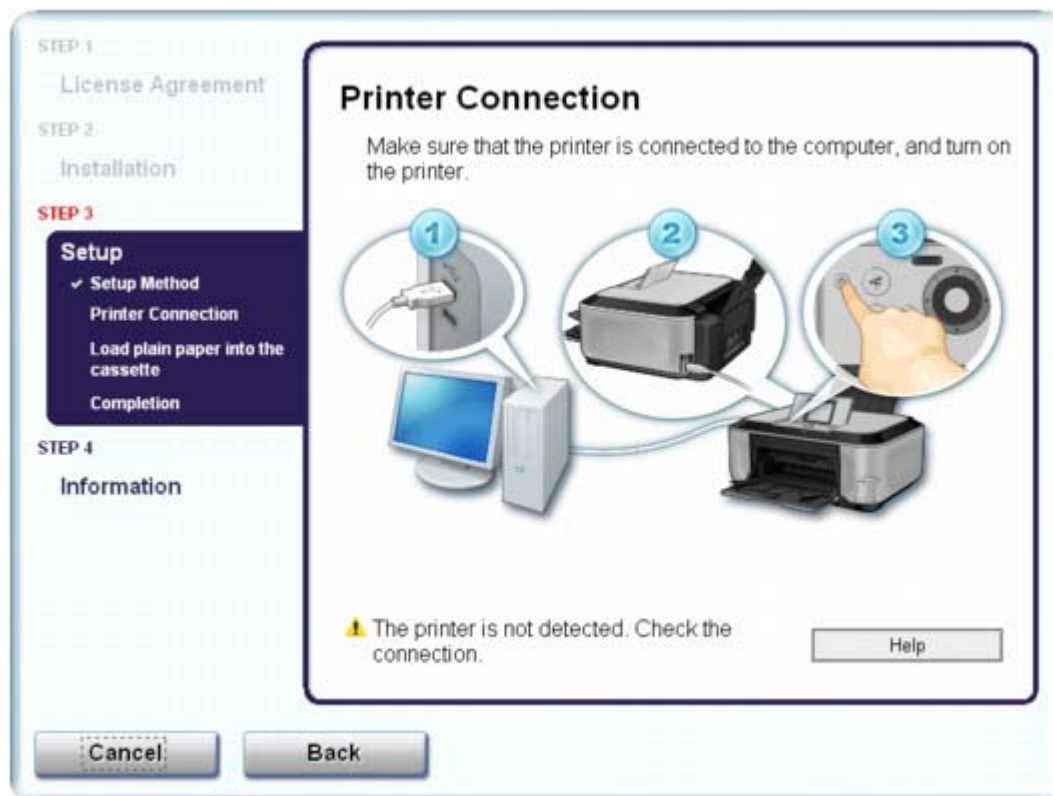 STEP 1
License Agreement
STEP 2
Installation
STEP 3
Setup
Setup Method
Printer Connection
Load plain paper into the
cassette
Completion
STEP 4
Information
Printer Connection
Make sure that the printer is connected to the computer, and turn on
the printer.
1
2
3
The printer is not detected. Check the
connection.
Help
Cancel
Back